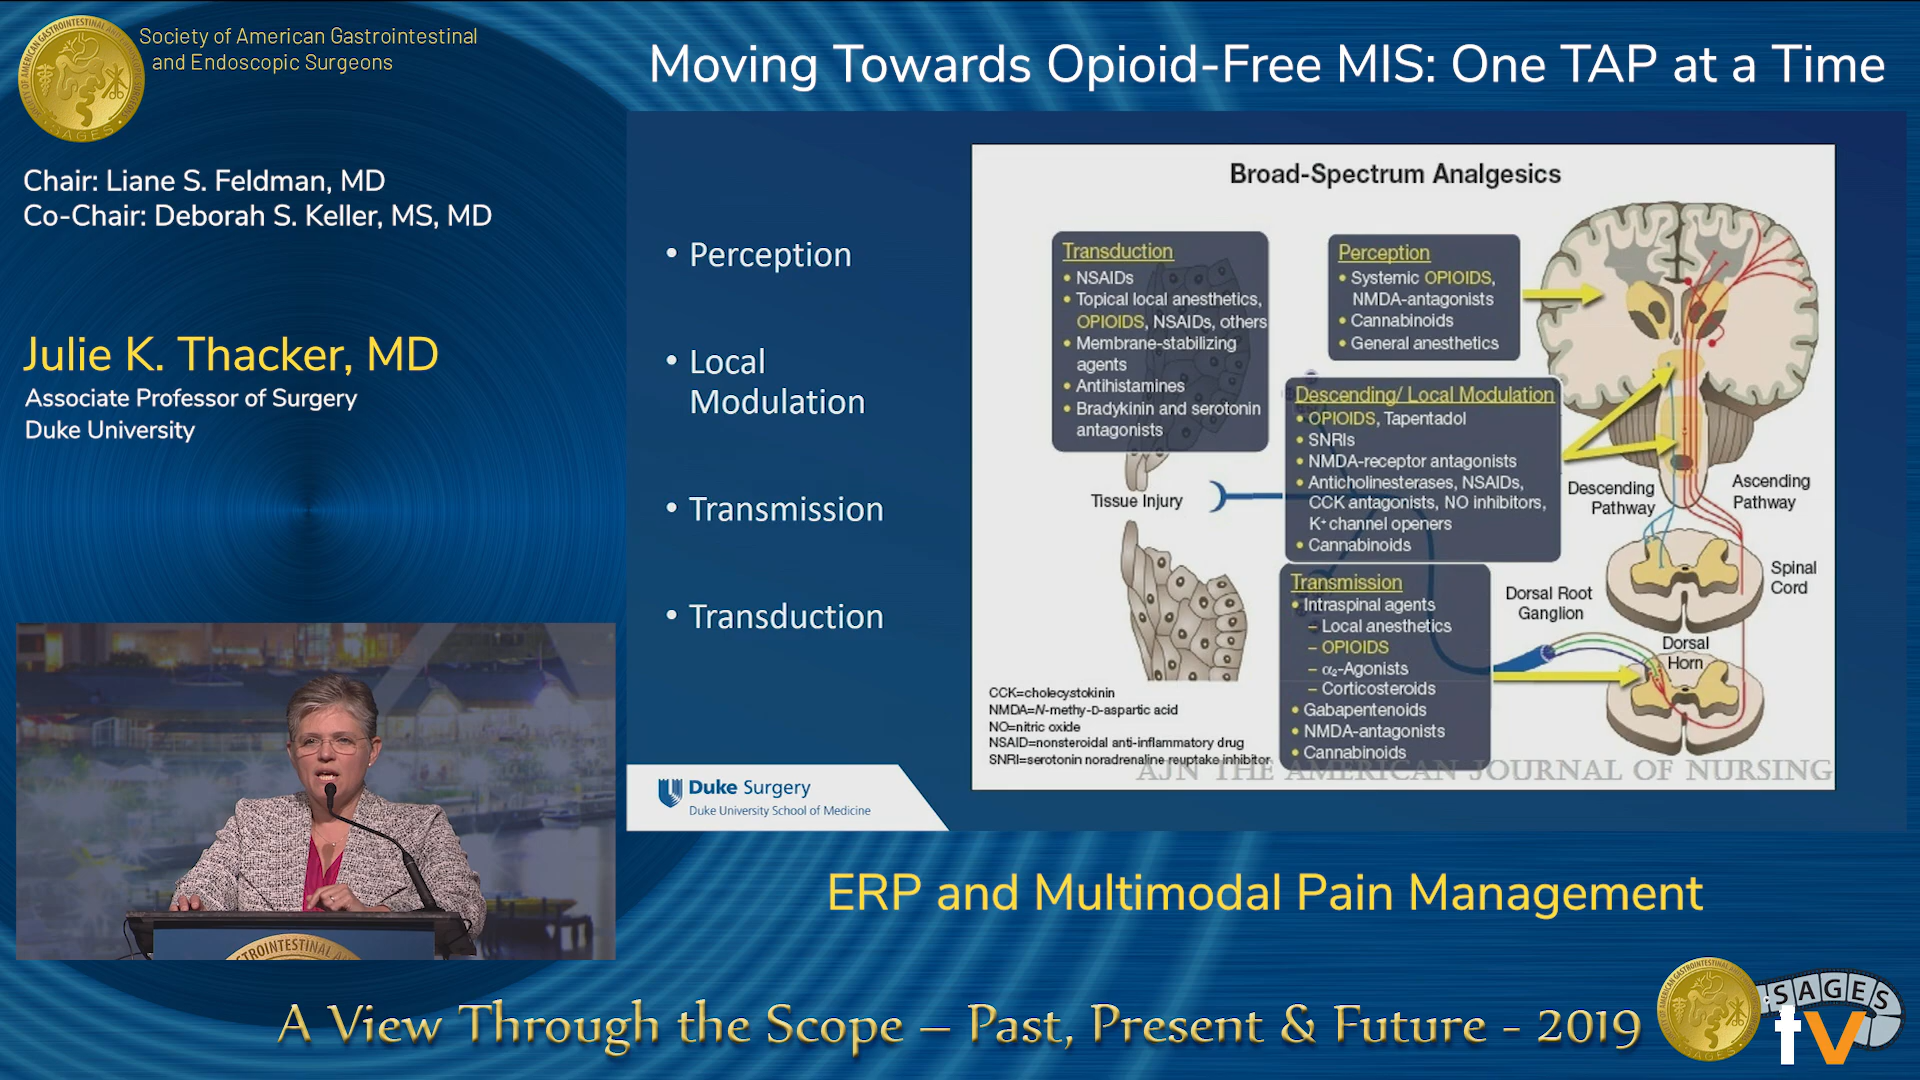 Society of American Gastrointestinal
and Endoscopic Surgeons
Moving Towards Opioid-Free MIS: One TAP at a Time
Chair: Liane S. Feldman, MD
Co-Chair: Deborah S. Keller, MS, MD
Julie K. Thacker, MD
Associate Professor of Surgery
Duke University
• Perception
• Local
Modulation
• Transmission
• Transduction
Broad-Spectrum Analgesics
Transduction
• NSAIDs
• Topical local anesthetics,
OPIOIDS, NSAIDs, others
• Membrane-stabilizing
agents
• Antihistamines
• Bradykinin and serotonin
antagonists
Perception
• Systemic OPIOIDS,
NMDA-antagonists
• Cannabinoids
• General anesthetics
Descending/ Local Modulation
• OPIOIDS, Tapentadol
• SNRIs
• NMDA-receptor antagonists
• Anticholinesterases, NSAIDs,
CCK antagonists, NO inhibitors,
K+ channel openers
• Cannabinoids
Tissue Injury
Descending
Pathway
Ascending
Pathway
Transmission
• Intraspinal agents
– Local anesthetics
– OPIOIDS
– α2-Agonists
– Corticosteroids
• Gabapentenoids
• NMDA-antagonists
• Cannabinoids
Dorsal Root
Ganglion
Spinal
Cord
Dorsal
Horn
CCK=cholecystokinin
NMDA=N-methy-D-aspartic acid
NO=nitric oxide
NSAID=nonsteroidal anti-inflammatory drug
SNRI=serotonin noradrenaline reuptake inhibitor
AJN THE AMERICAN JOURNAL OF NURSING
Duke Surgery
Duke University School of Medicine
ERP and Multimodal Pain Management
A View Through the Scope – Past, Present & Future - 2019
SAGES
tv